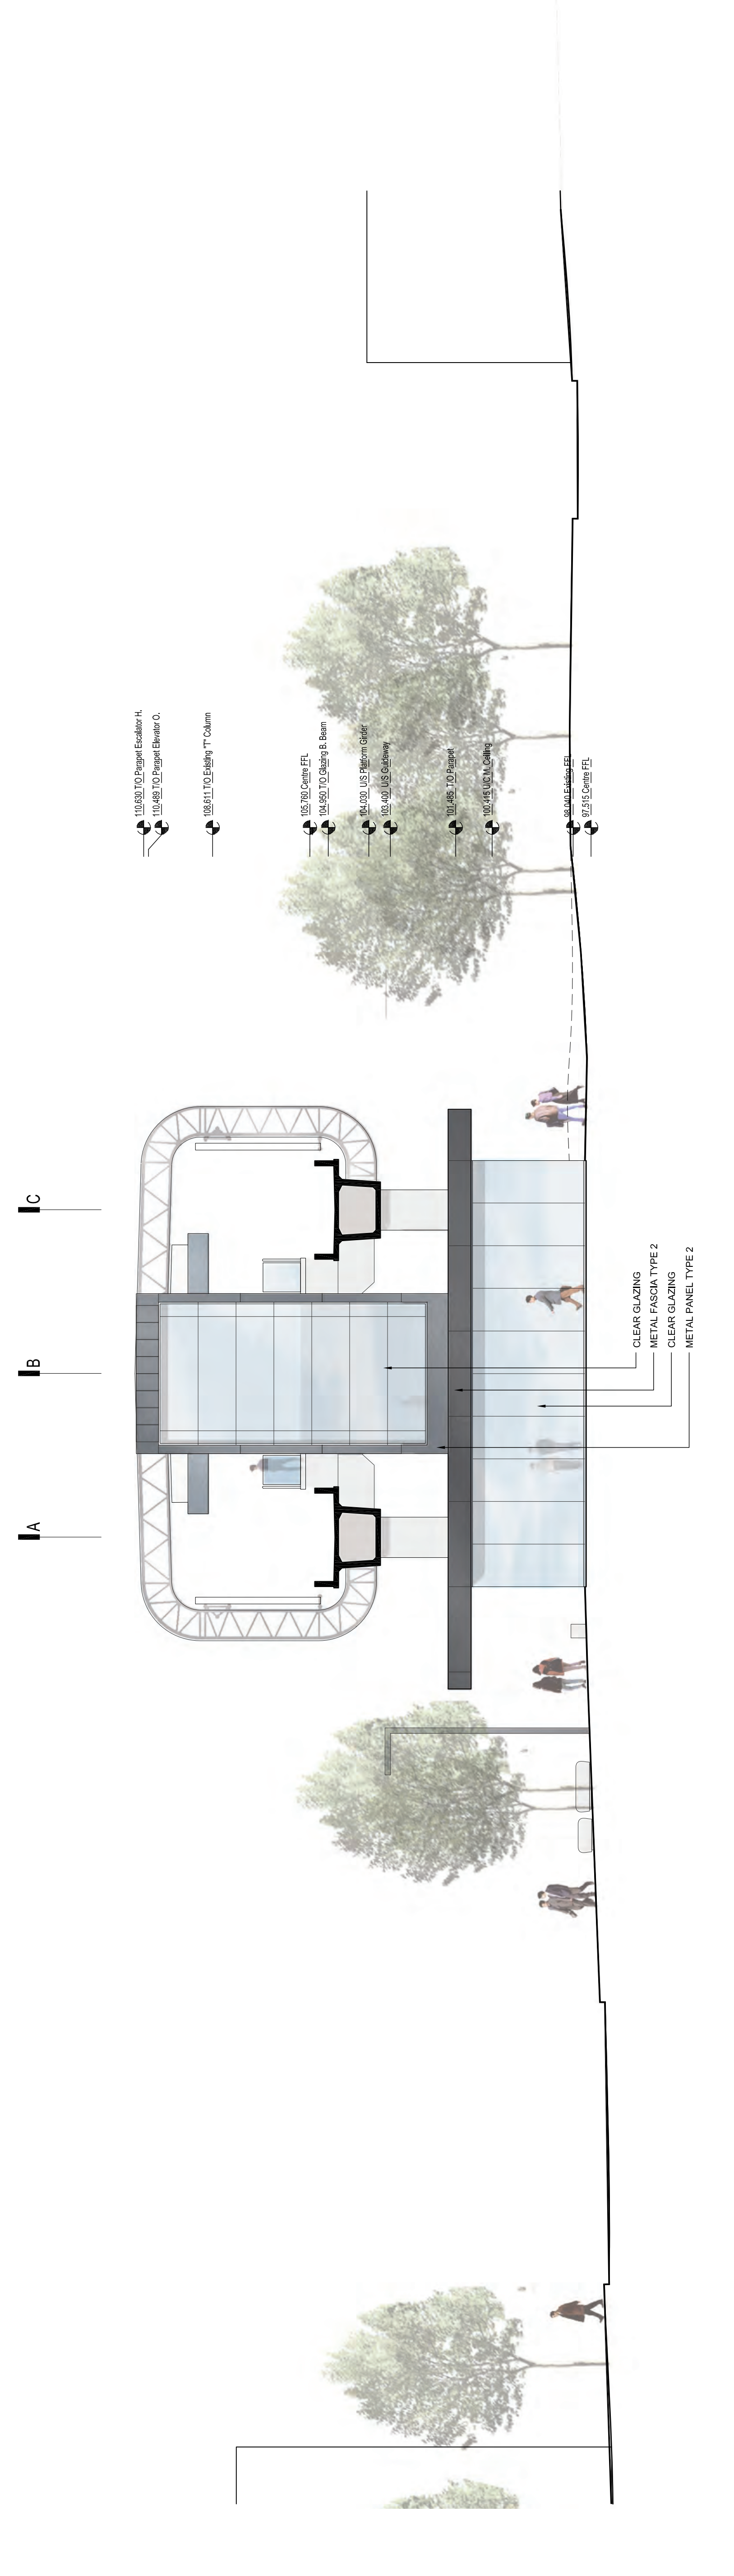 A
B
C
110.630 T/O Parapet Escalator H.
110.489 T/O Parapet Elevator O.
108.611 T/O Existing "T" Column
105.760 Centre FFL
104.950 T/O Glazing B. Beam
104.030 U/S Platform Girder
103.400 U/S Guideway
101.485 T/O Parapet
100.415 U/C M. Ceiling
98.040 Existing FFL
97.515 Centre FFL
CLEAR GLAZING
METAL FASCIA TYPE 2
CLEAR GLAZING
METAL PANEL TYPE 2